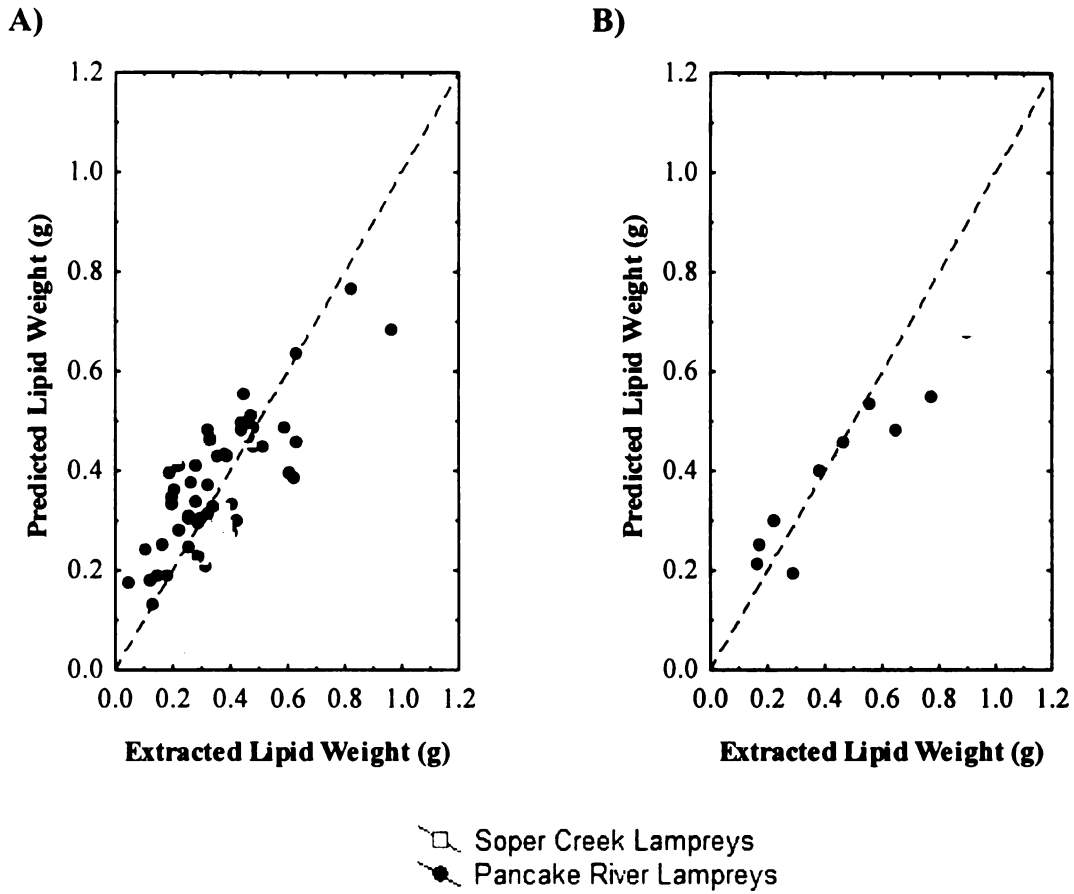 A)
B)
1.2
1.0
0.8
0.6
0.4
0.2
0.0
Predicted Lipid Weight (g)
0.0 0.2 0.4 0.6 0.8 1.0 1.2
Extracted Lipid Weight (g)
1.2
1.0
0.8
0.6
0.4
0.2
0.0
Predicted Lipid Weight (g)
0.0 0.2 0.4 0.6 0.8 1.0 1.2
Extracted Lipid Weight (g)
Soper Creek Lampreys
Pancake River Lampreys